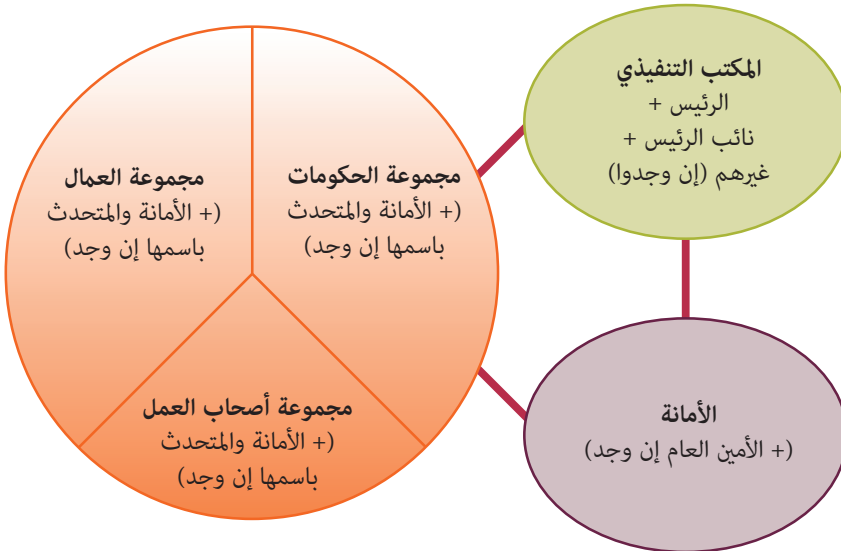 المكتب التنفيذي
الرئيس +
نائب الرئيس +
غيرهم (إن وجدوا)
مجموعة الحكومات
(+ الأمانة والمتحدث
باسمها إن وجد)
مجموعة العمال
(+ الأمانة والمتحدث
باسمها إن وجد)
مجموعة أصحاب العمل
(+ الأمانة والمتحدث
باسمها إن وجد)
الأمانة
(+ الأمين العام إن وجد)